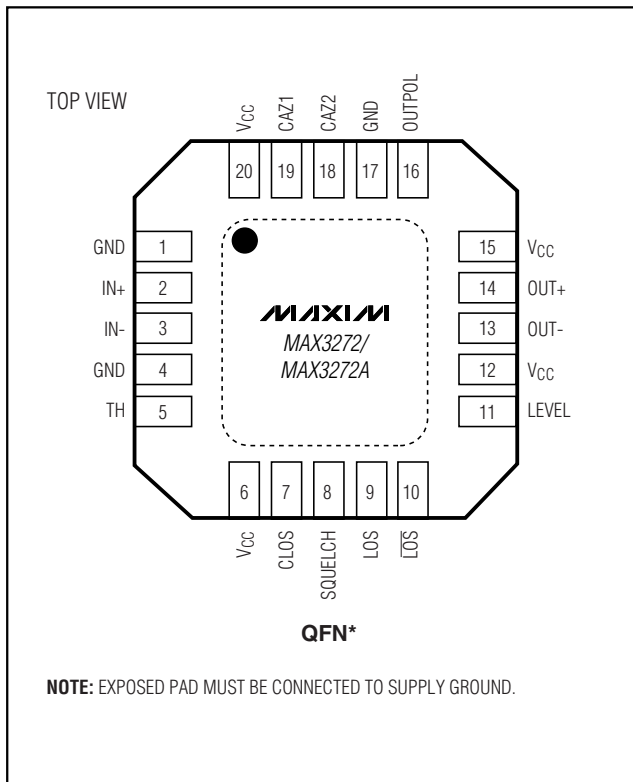 TOP VIEW
VCC
CAZ1
CAZ2
GND
OUTPOL
20
19
18
17
16
GND 1
IN+ 2
IN- 3
GND 4
TH 5
15 VCC
14 OUT+
13 OUT-
12 VCC
11 LEVEL
MAXIM
MAX3272/
MAX3272A
6
7
8
9
10
VCC
CLOS
SQUELCH
LOS
L̅O̅S̅
QFN*
NOTE: EXPOSED PAD MUST BE CONNECTED TO SUPPLY GROUND.